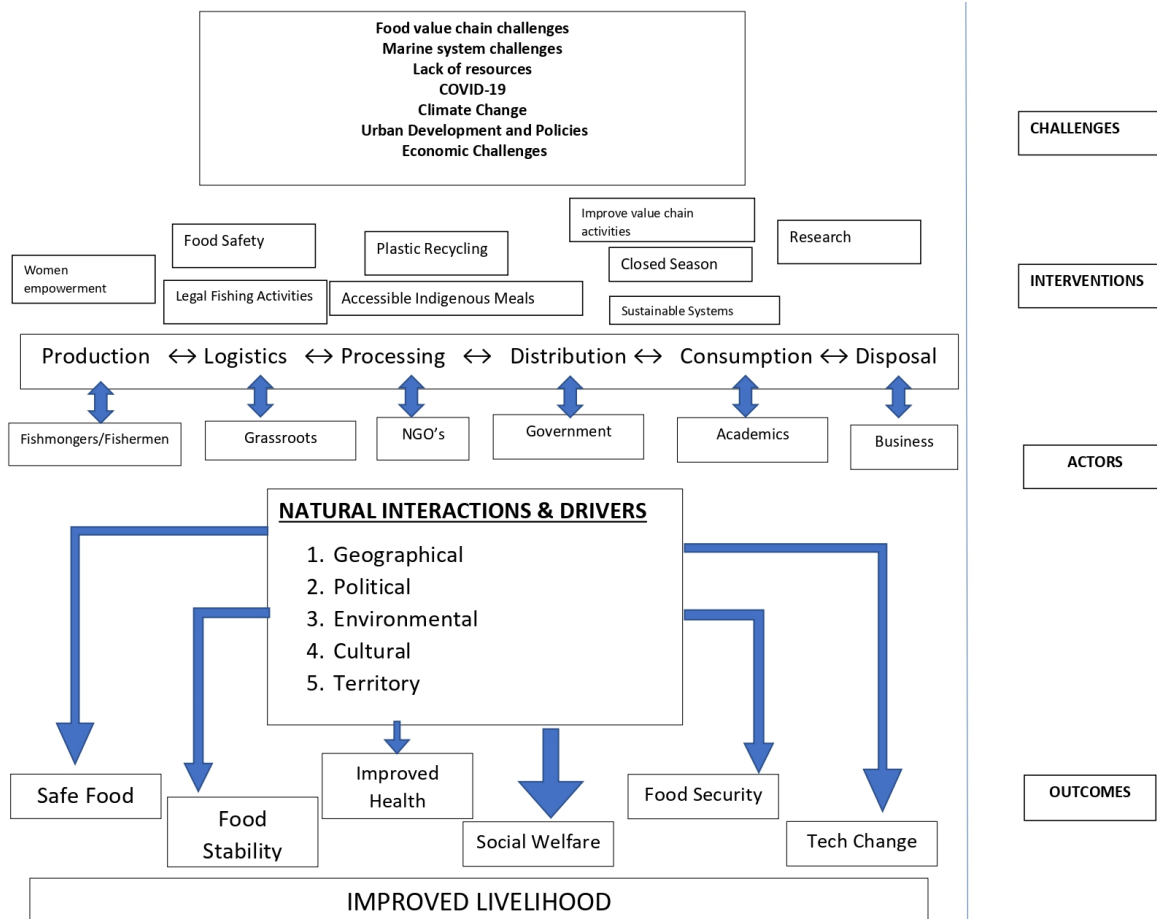 Food value chain challenges
Marine system challenges
Lack of resources
COVID-19
Climate Change
Urban Development and Policies
Economic Challenges
CHALLENGES
Women
empowerment
Food Safety
Legal Fishing Activities
Plastic Recycling
Accessible Indigenous Meals
Improve value chain
activities
Closed Season
Sustainable Systems
Research
INTERVENTIONS
Production ↔ Logistics ↔ Processing ↔ Distribution ↔ Consumption ↔ Disposal
Fishmongers/Fishermen
Grassroots
NGO's
Government
Academics
Business
ACTORS
NATURAL INTERACTIONS & DRIVERS
1. Geographical
2. Political
3. Environmental
4. Cultural
5. Territory
Safe Food
Food
Stability
Improved
Health
Social Welfare
Food Security
Tech Change
OUTCOMES
IMPROVED LIVELIHOOD